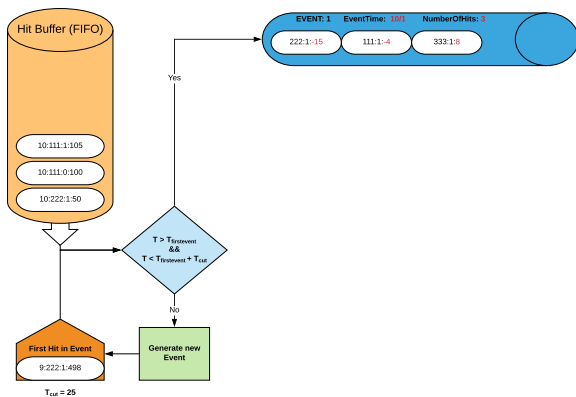 Hit Buffer (FIFO)
EVENT: 1 EventTime: 10/1 NumberOfHits: 3
222:1:-15
111:1:-4
333:1:8
Yes
10:111:1:105
10:111:0:100
10:222:1:50
T > Tfirstevent
&&
T < Tfirstevent + Tcut
No
First Hit in Event
9:222:1:498
Generate new
Event
Tcut = 25